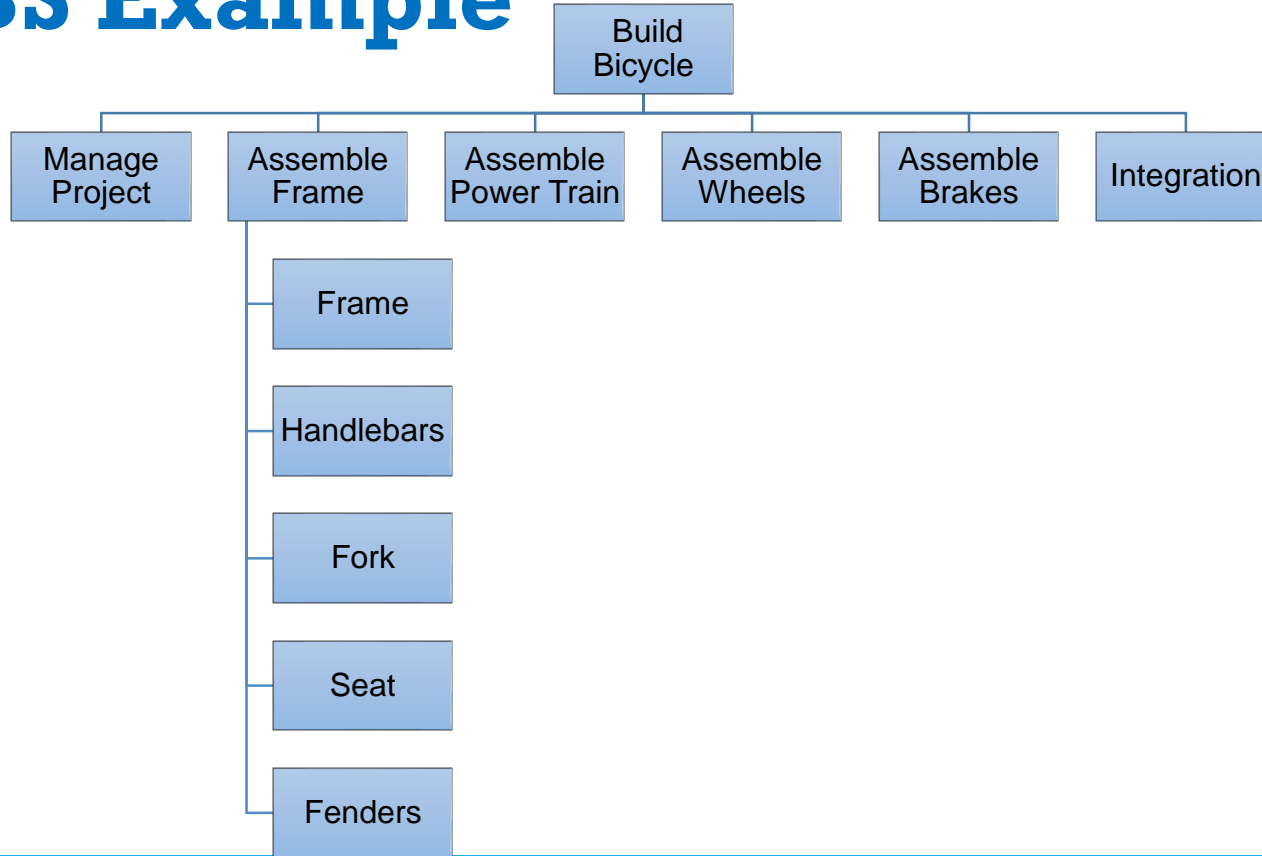 Example
Build
Bicycle
Manage
Project
Assemble
Frame
Assemble
Power Train
Assemble
Wheels
Assemble
Brakes
Integration
Frame
Handlebars
Fork
Seat
Fenders